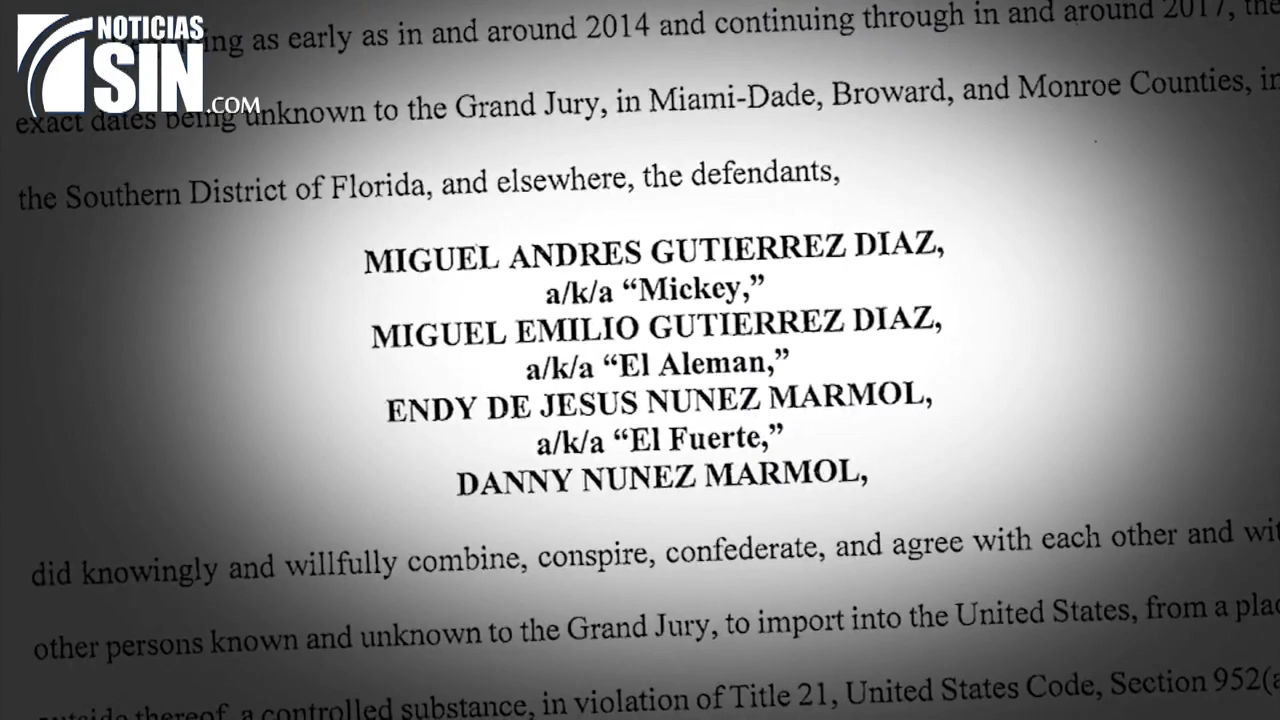 NOTICIAS
SIN
.COM
as early as in and around 2014 and continuing through in and around 2017, the
exact dates being unknown to the Grand Jury, in Miami-Dade, Broward, and Monroe Counties, in
the Southern District of Florida, and elsewhere, the defendants,
MIGUEL ANDRES GUTIERREZ DIAZ,
a/k/a “Mickey,”
MIGUEL EMILIO GUTIERREZ DIAZ,
a/k/a “El Aleman,”
ENDY DE JESUS NUNEZ MARMOL,
a/k/a “El Fuerte,”
DANNY NUNEZ MARMOL,
did knowingly and willfully combine, conspire, confederate, and agree with each other and wit
other persons known and unknown to the Grand Jury, to import into the United States, from a plac
outside thereof, a controlled substance, in violation of Title 21, United States Code, Section 952(a